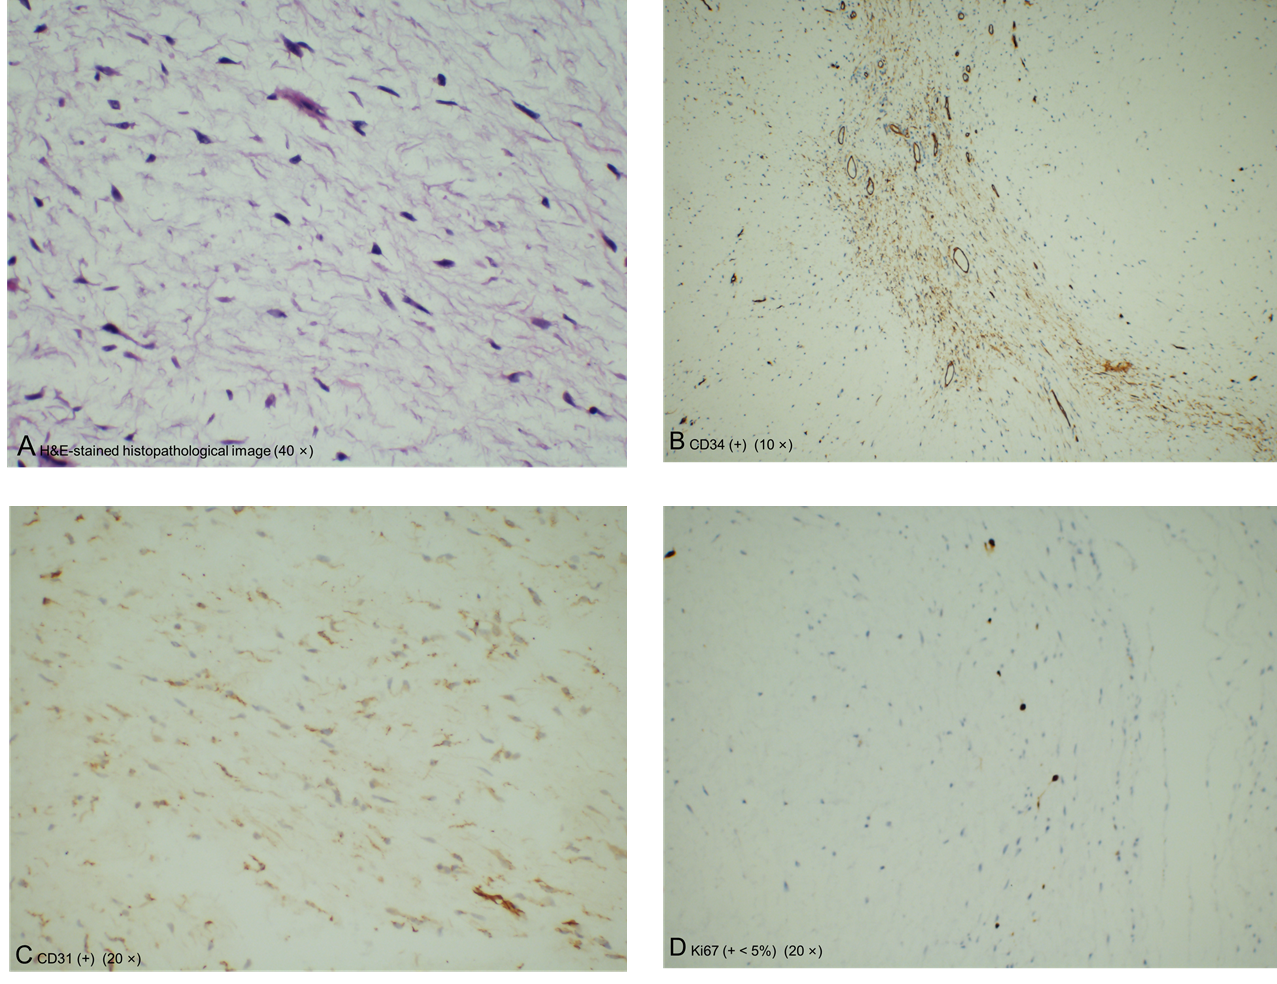 A H&E-stained histopathological image (40 ×)
B CD34 (+) (10 ×)
C CD31 (+) (20 ×)
D Ki67 (+ < 5%) (20 ×)